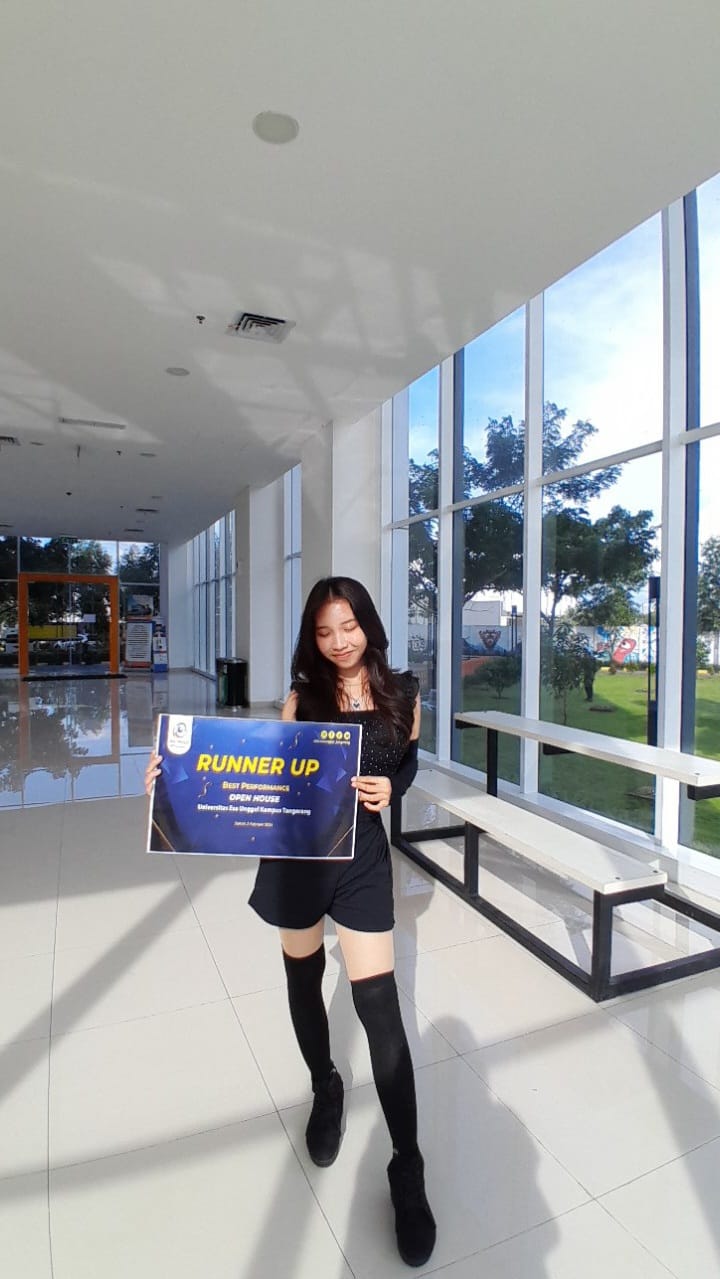 RUNNER UP
BEST PERFORMANCE
OPEN HOUSE
Universitas Esa Unggul Kampus Tangerang